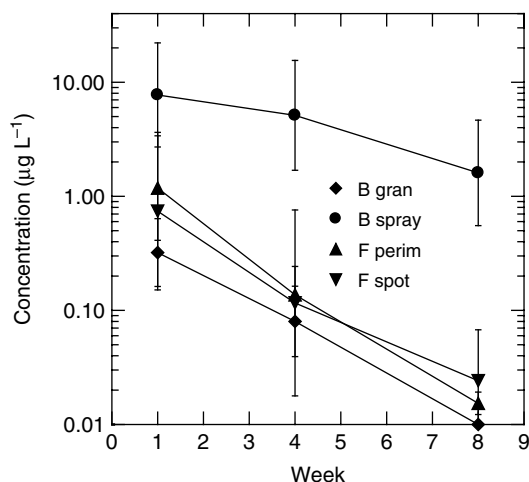 10.00
1.00
0.10
0.01
Concentration (µg L⁻¹)
B gran
B spray
F perim
F spot
0 1 2 3 4 5 6 7 8 9
Week